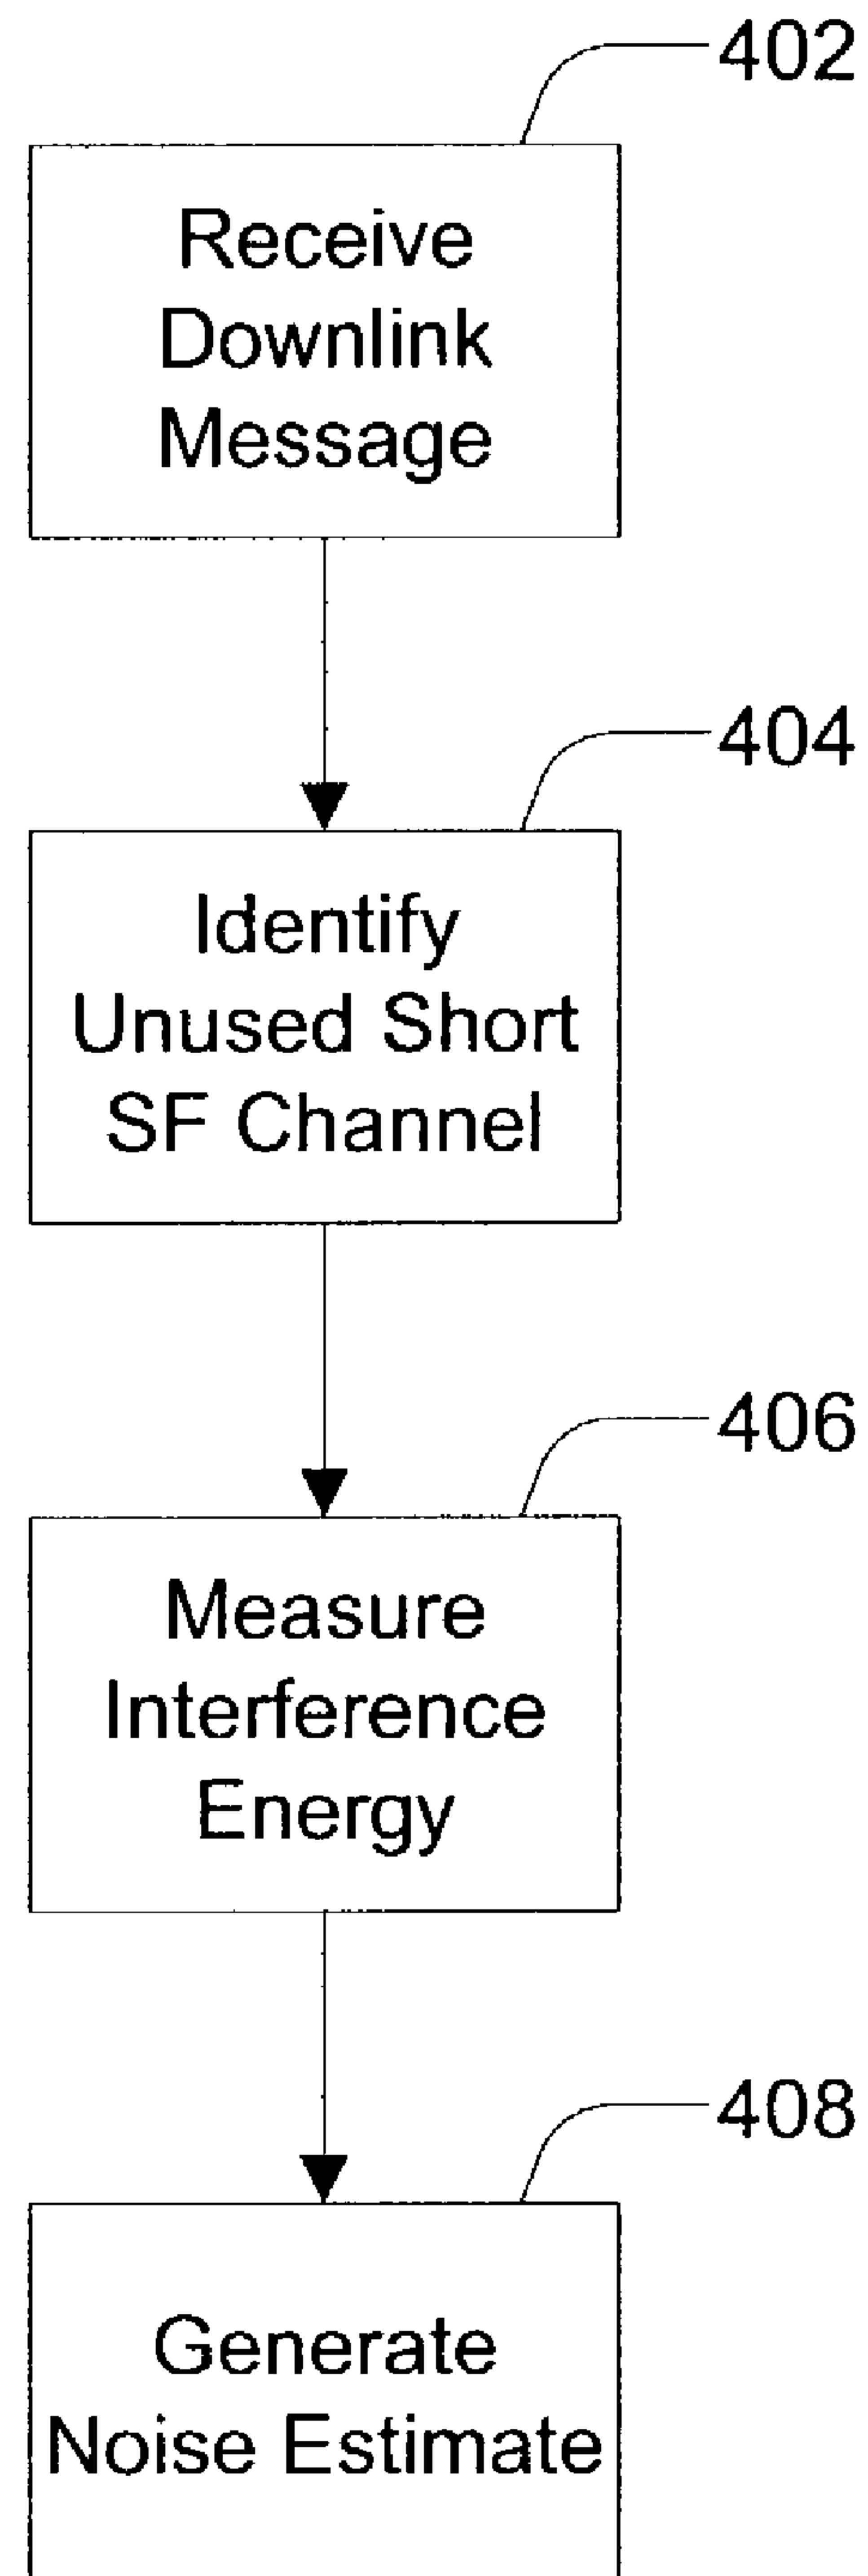 402
Receive
Downlink
Message
404
Identify
Unused Short
SF Channel
406
Measure
Interference
Energy
408
Generate
Noise Estimate